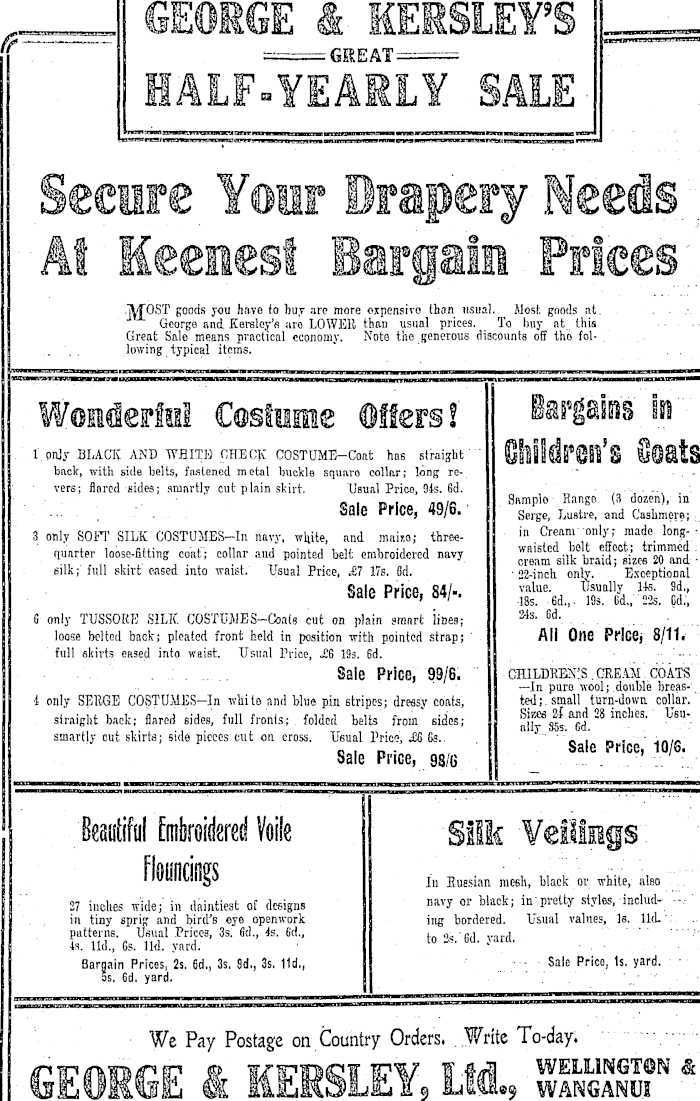 GEORGE & KERSLEY'S
GREAT
HALF-YEARLY SALE
Secure Your Drapery Needs
At Keenest Bargain Prices
MOST goods you have to buy are more expensive than usual. Most goods at
George and Kersley's are LOWER than usual prices. To buy at this
Great Sale means practical economy. Note the generous discounts off the fol-
lowing typical items.
Wonderful Costume Offers!
1 only BLACK AND WHITE CHECK COSTUME—Coat has straight
back, with side belts, fastened metal buckle square collar; long re-
vers; flared sides; smartly cut plain skirt. Usual Price, 94s. 6d.
Sale Price, 49/6.
3 only SOFT SILK COSTUMES—In navy, white, and maize; three-
quarter loose-fitting coat; collar and pointed belt embroidered navy
silk; full skirt eased into waist. Usual Price, £7 17s. 6d.
Sale Price, 84/-.
6 only TUSSORE SILK COSTUMES—Coats cut on plain smart lines;
loose belted back; pleated front held in position with pointed strap;
full skirts eased into waist. Usual Price, £6 19s. 6d.
Sale Price, 99/6.
4 only SERGE COSTUMES—In white and blue pin stripes; dressy coats,
straight back; flared sides, full fronts; folded belts from sides;
smartly cut skirts; side pieces cut on cross. Usual Price, £6 6s.
Sale Price, 98/6
Bargains in
Children's Coats
Sample Range (3 dozen), in
Serge, Lustre, and Cashmere;
in Cream only; made long-
waisted belt effect; trimmed
cream silk braid; sizes 20 and
22-inch only. Exceptional
value. Usually 14s. 9d.,
18s. 6d., 19s. 6d., 22s. 6d.,
24s. 6d.
All One Price, 8/11.
CHILDREN'S CREAM COATS
—In pure wool; double breas-
ted; small turn-down collar.
Sizes 24 and 28 inches. Usu-
ally 35s. 6d.
Sale Price, 10/6.
Beautiful Embroidered Voile
Flouncings
27 inches wide; in daintiest of designs
in tiny sprig and bird's eye openwork
patterns. Usual Prices, 3s. 6d., 4s. 6d.,
4s. 11d., 6s. 11d. yard.
Bargain Prices, 2s. 6d., 3s. 9d., 3s. 11d.,
5s. 6d. yard.
Silk Veilings
In Russian mesh, black or white, also
navy or black; in pretty styles, includ-
ing bordered. Usual values, 1s. 11d.
to 2s. 6d. yard.
Sale Price, 1s. yard.
We Pay Postage on Country Orders. Write To-day.
GEORGE & KERSLEY, Ltd., WELLINGTON &
WANGANUI